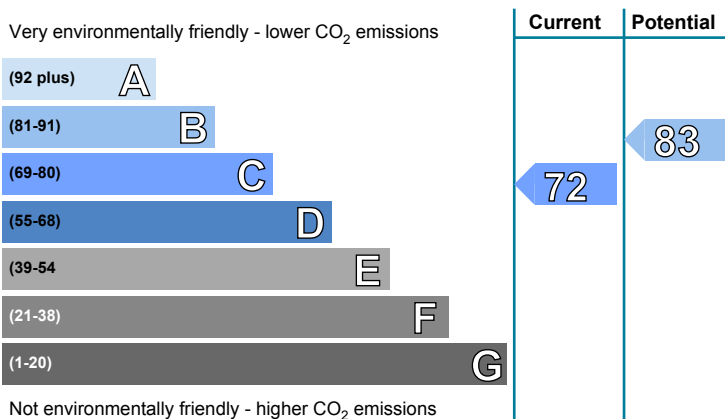 Very environmentally friendly - lower CO2 emissions
Current
Potential
(92 plus) A
(81-91) B
83
(69-80) C
72
(55-68) D
(39-54 E
(21-38) F
(1-20) G
Not environmentally friendly - higher CO2 emissions